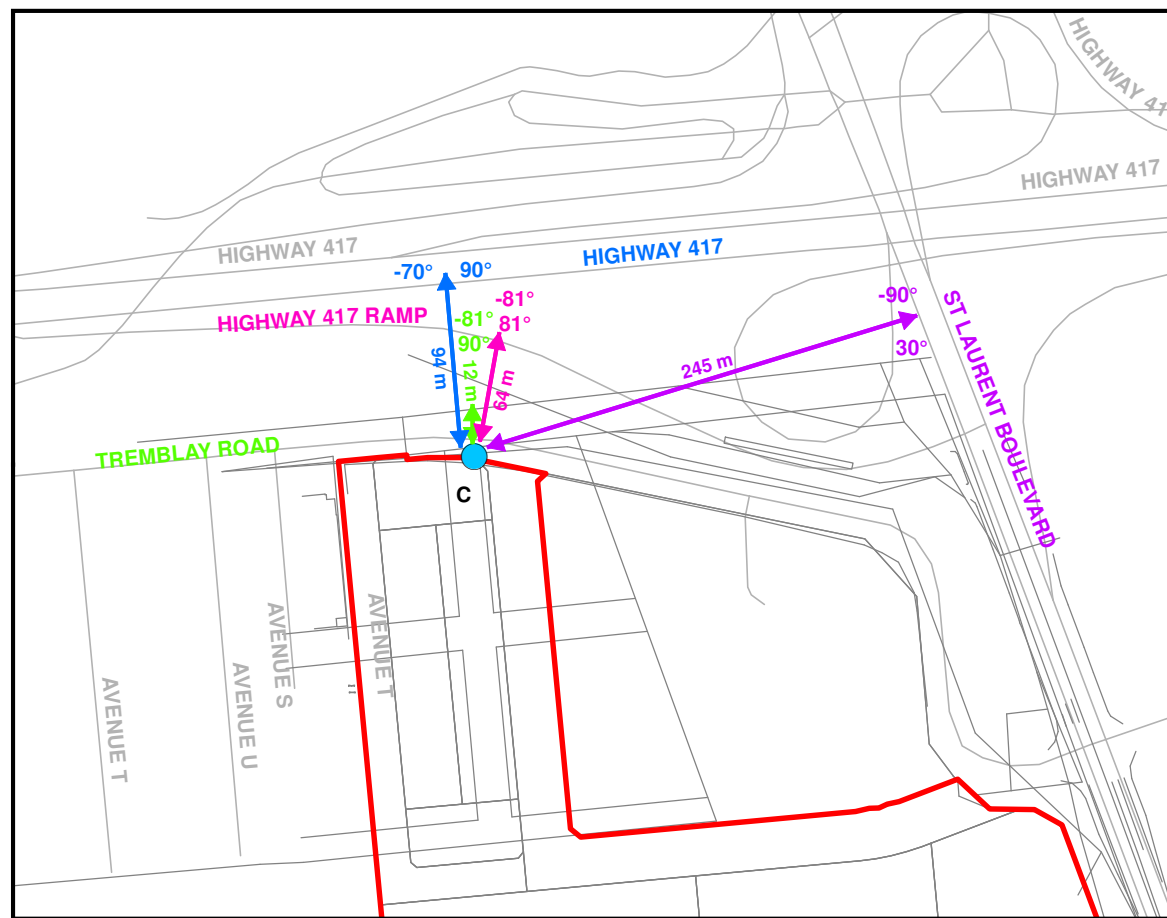 HIGHWAY 41
HIGHWAY 417
HIGHWAY 417
HIGHWAY 417
-70°
90°
-81°
81°
-81°
90°
HIGHWAY 417 RAMP
94 m
12 m
64 m
245 m
-90°
30°
ST LAURENT BOULEVARD
TREMBLAY ROAD
C
AVENUE T
AVENUE S
AVENUE U
AVENUE T